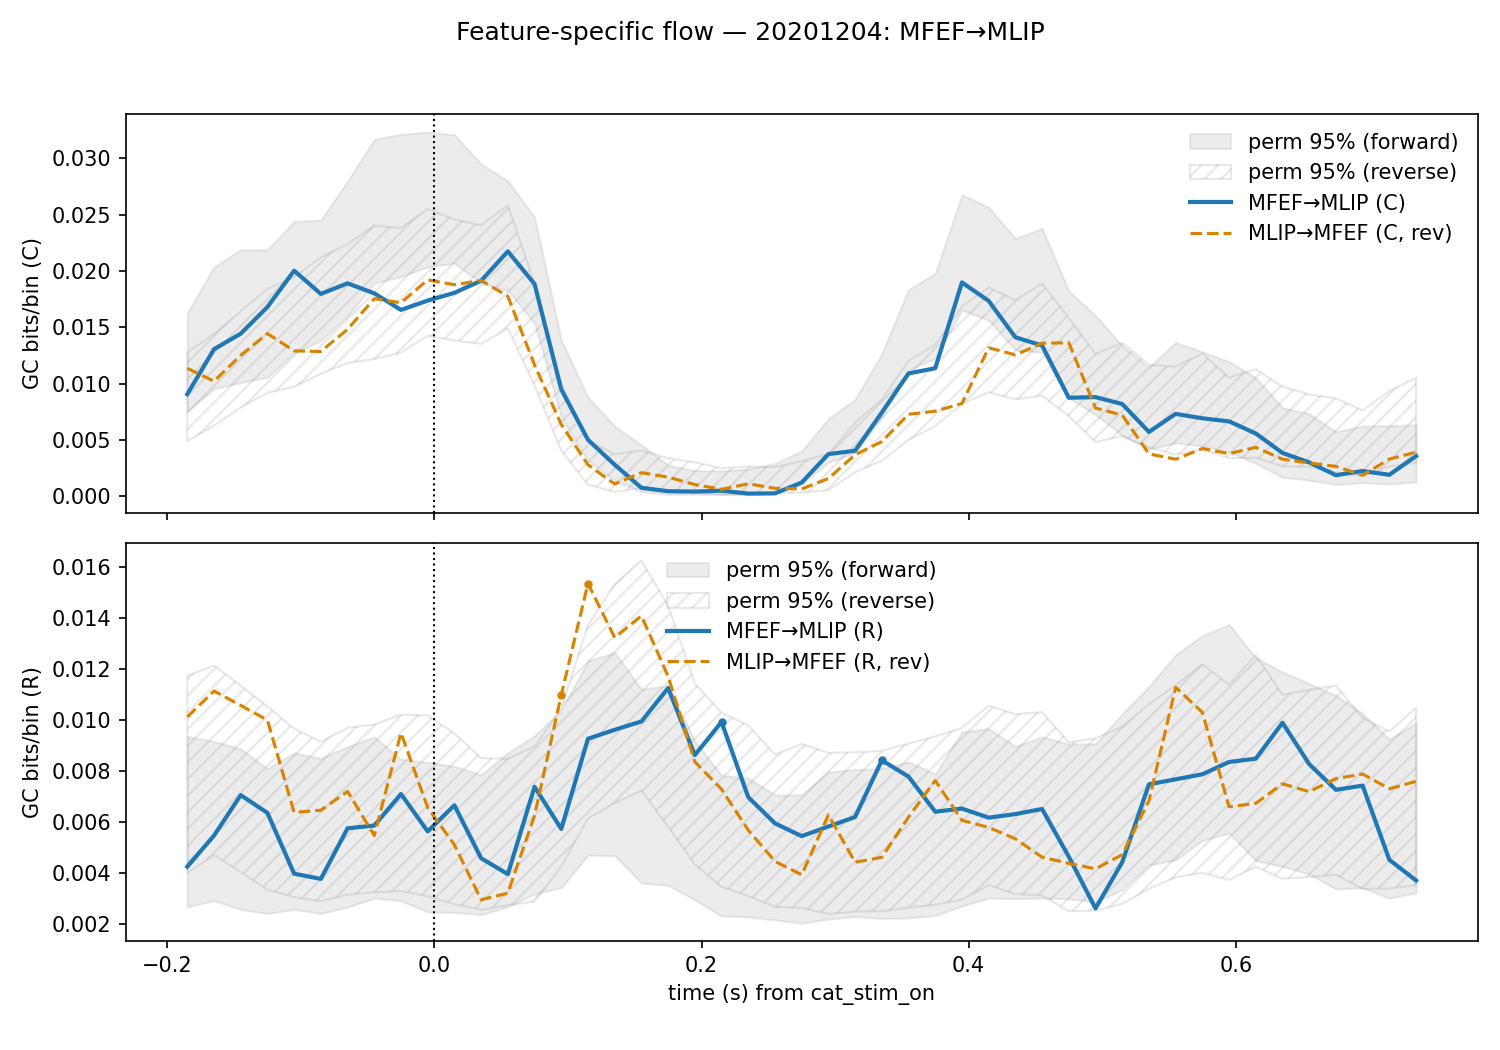 Feature-specific flow — 20201204: MFEF→MLIP
GC bits/bin (C)
0.030
0.025
0.020
0.015
0.010
0.005
0.000
perm 95% (forward)
perm 95% (reverse)
MFEF→MLIP (C)
MLIP→MFEF (C, rev)
GC bits/bin (R)
0.016
0.014
0.012
0.010
0.008
0.006
0.004
0.002
perm 95% (forward)
perm 95% (reverse)
MFEF→MLIP (R)
MLIP→MFEF (R, rev)
−0.2 0.0 0.2 0.4 0.6
time (s) from cat_stim_on